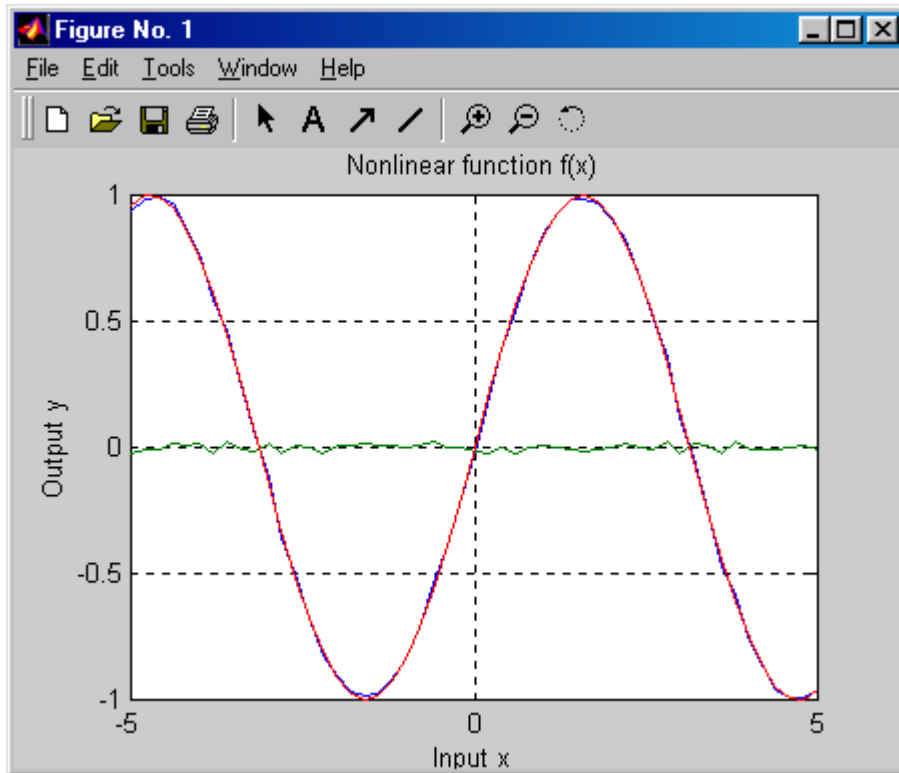 Figure No. 1
File Edit Tools Window Help
A
Nonlinear function f(x)
1
0.5
0
-0.5
-1
Output y
-5 0 5
Input x